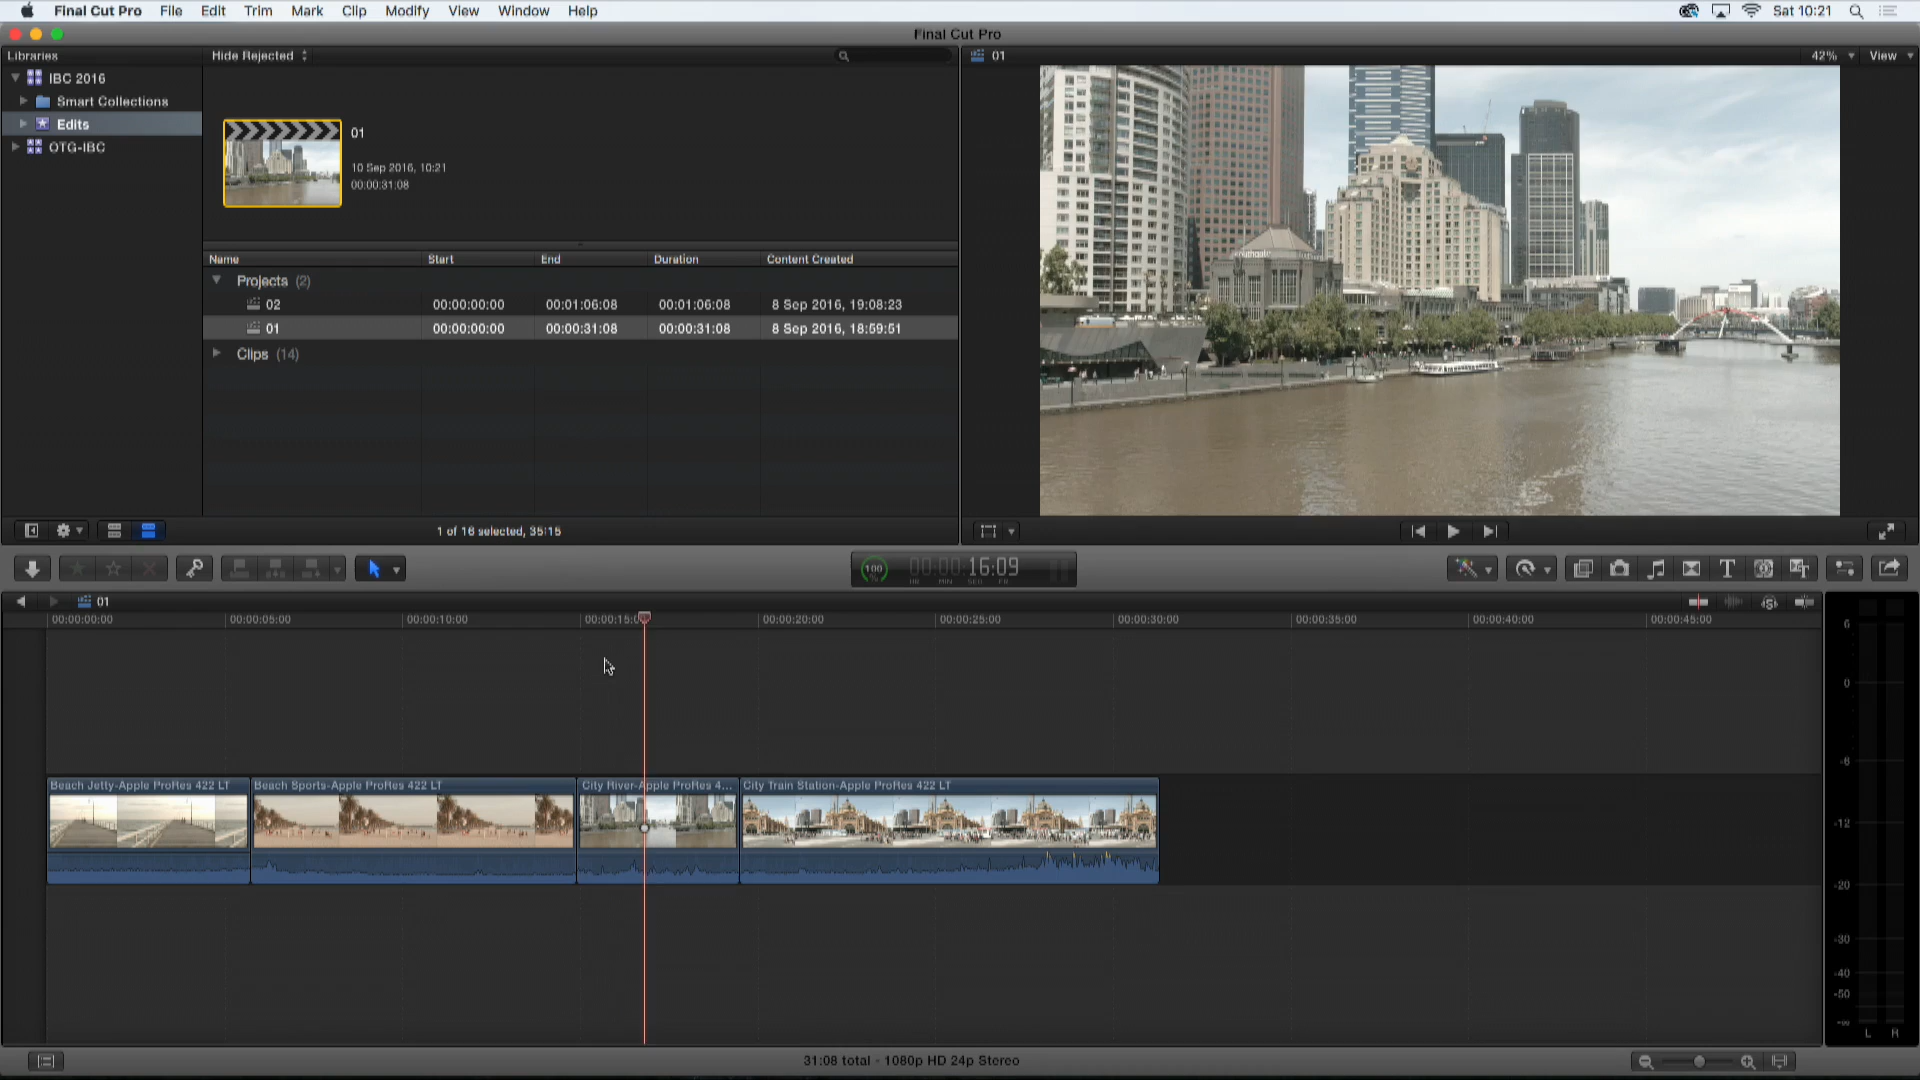 Final Cut Pro File Edit Trim Mark Clip Modify View Window Help Sat 10:21
Final Cut Pro
Libraries Hide Rejected 01 42% View
IBC 2016
Smart Collections
Edits
OTG-IBC
01
10 Sep 2016, 10:21
00:00:31:08
Name Start End Duration Content Created
Projects (2)
02 00:00:00:00 00:01:06:08 00:01:06:08 8 Sep 2016, 19:08:23
01 00:00:00:00 00:00:31:08 00:00:31:08 8 Sep 2016, 18:59:51
Clips (14)
1 of 16 selected, 35:15
100 % 00:00:16:09
HR MIN SEC FR
01
00:00:00:00 00:00:05:00 00:00:10:00 00:00:15:0 00:00:20:00 00:00:25:00 00:00:30:00 00:00:35:00 00:00:40:00 00:00:45:00
Beach Jetty-Apple ProRes 422 LT Beach Sports-Apple ProRes 422 LT City River-Apple ProRes 4... City Train Station-Apple ProRes 422 LT
6
0
-6
-12
-20
-30
-40
-50
-∞
L R
31:08 total - 1080p HD 24p Stereo